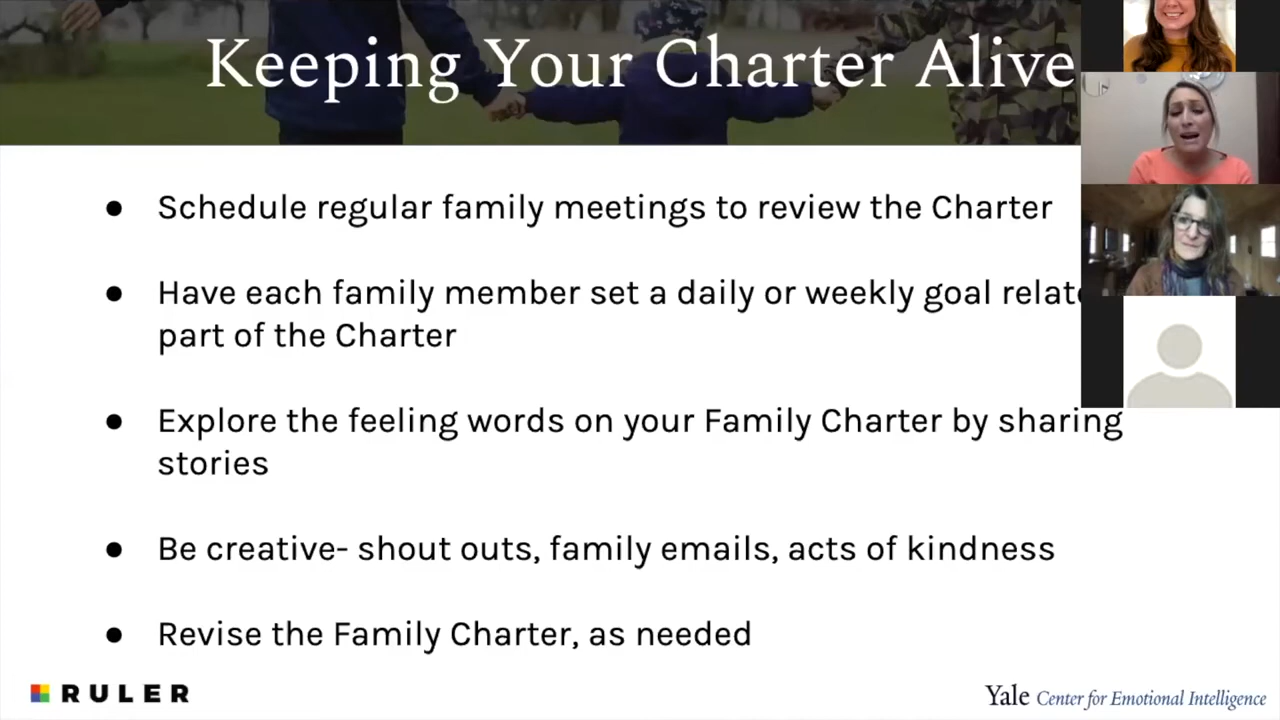 Keeping Your Charter Alive
● Schedule regular family meetings to review the Charter
● Have each family member set a daily or weekly goal
part of the Charter
● Explore the feeling words on your Family Charter by sharing
stories
● Be creative- shout outs, family emails, acts of kindness
● Revise the Family Charter, as needed
RULER
Yale Center for Emotional Intelligence